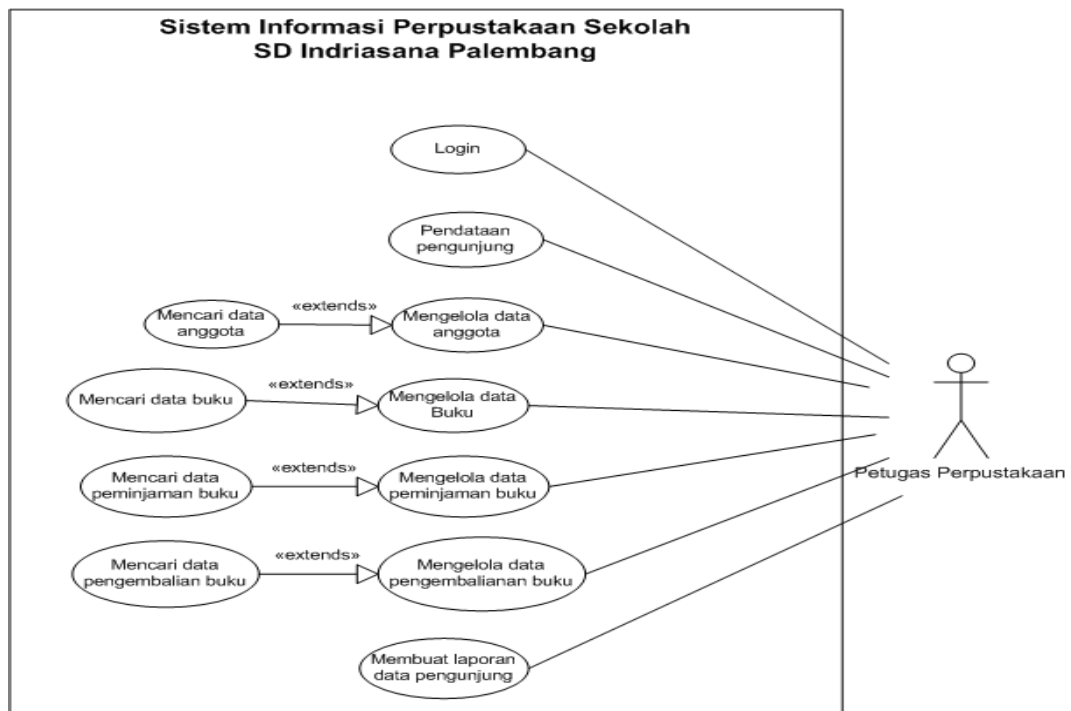 Sistem Informasi Perpustakaan Sekolah
SD Indriasana Palembang
Login
Pendataan
pengunjung
Mencari data
anggota
«extends»
Mengelola data
anggota
Mencari data buku
«extends»
Mengelola data
Buku
Mencari data
peminjaman buku
«extends»
Mengelola data
peminjaman buku
Mencari data
pengembalian buku
«extends»
Mengelola data
pengembalianan buku
Membuat laporan
data pengunjung
Petugas Perpustakaan